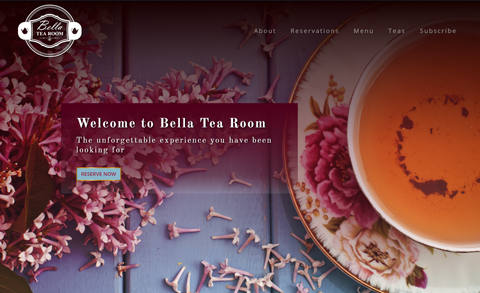 Bella
TEA ROOM
About Reservations Menu Teas Subscribe
Welcome to Bella Tea Room
The unforgettable experience you have been
looking for
RESERVE NOW